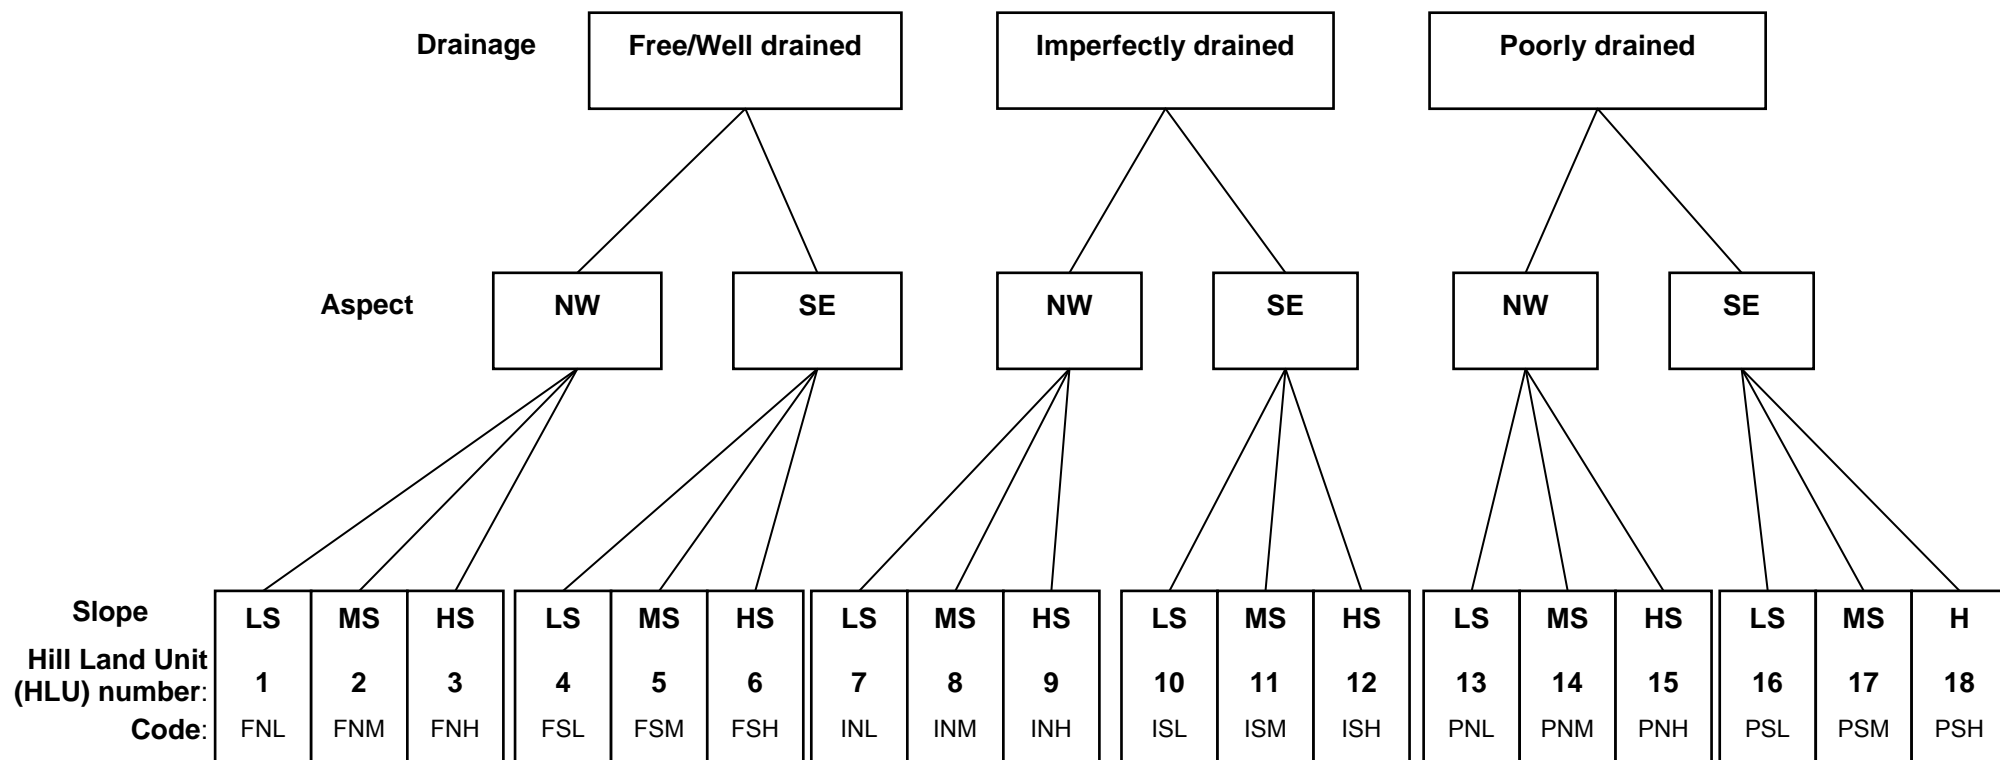 Drainage Free/Well drained Imperfectly drained Poorly drained
Aspect NW SE NW SE NW SE
Slope LS MS HS LS MS HS LS MS HS LS MS HS LS MS HS LS MS H
Hill Land Unit
(HLU) number: 1 2 3 4 5 6 7 8 9 10 11 12 13 14 15 16 17 18
Code: FNL FNM FNH FSL FSM FSH INL INM INH ISL ISM ISH PNL PNM PNH PSL PSM PSH